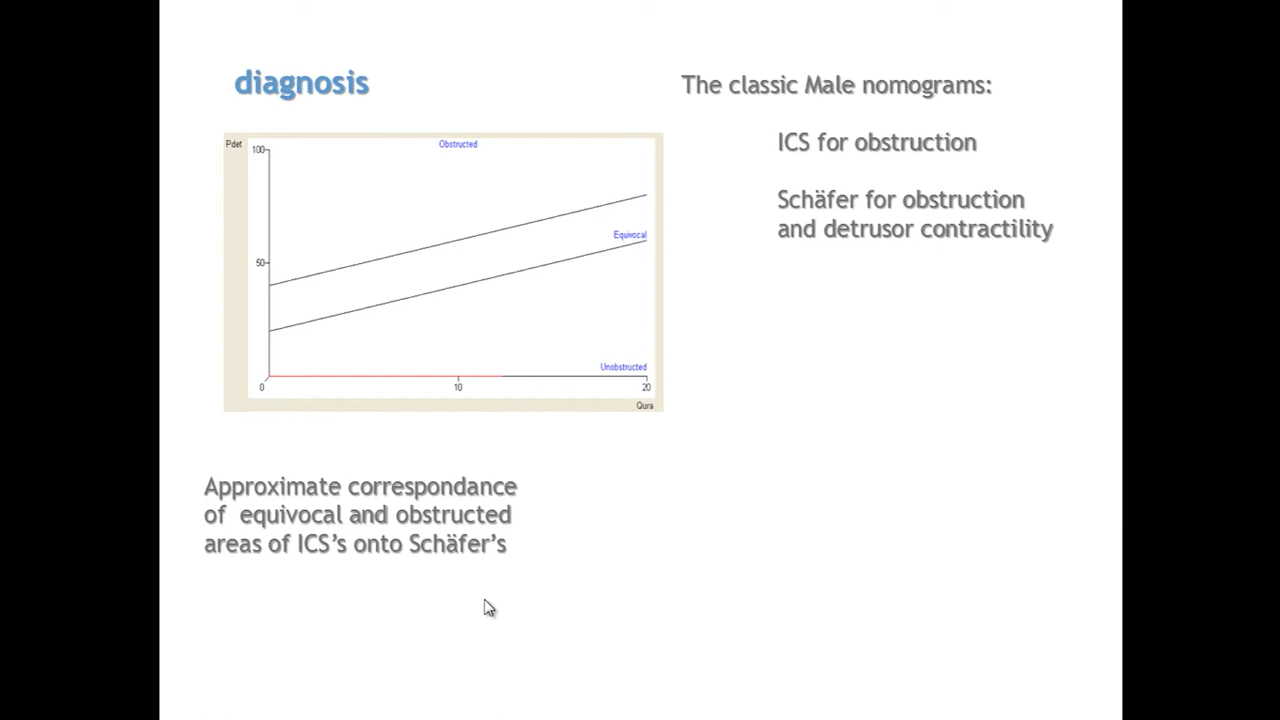 diagnosis
The classic Male nomograms:
ICS for obstruction
Schäfer for obstruction
and detrusor contractility
Pdet
100
Obstructed
Equivocal
50
Unobstructed
0
10
20
Qura
Approximate correspondance
of equivocal and obstructed
areas of ICS’s onto Schäfer’s